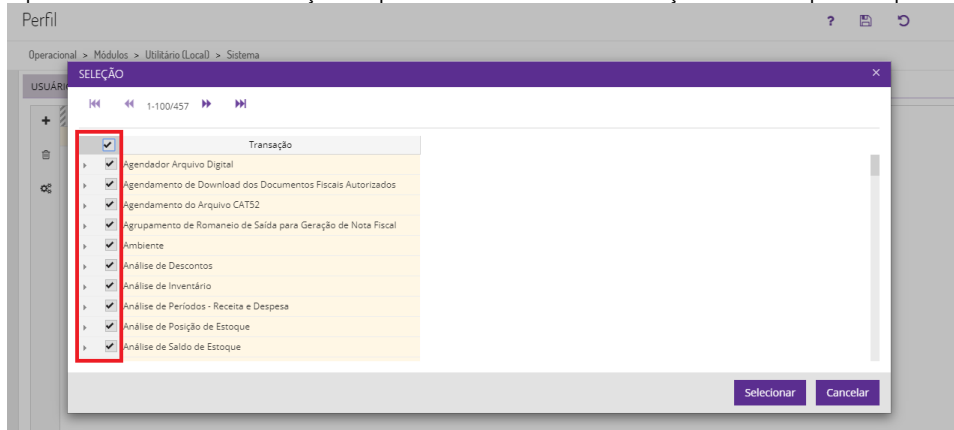 Perfil
?
Operacional > Módulos > Utilitário (Local) > Sistema
SELEÇÃO
×
1-100/457
Transação
Agendador Arquivo Digital
Agendamento de Download dos Documentos Fiscais Autorizados
Agendamento do Arquivo CAT52
Agrupamento de Romaneio de Saída para Geração de Nota Fiscal
Ambiente
Análise de Descontos
Análise de Inventário
Análise de Períodos - Receita e Despesa
Análise de Posição de Estoque
Análise de Saldo de Estoque
Selecionar Cancelar